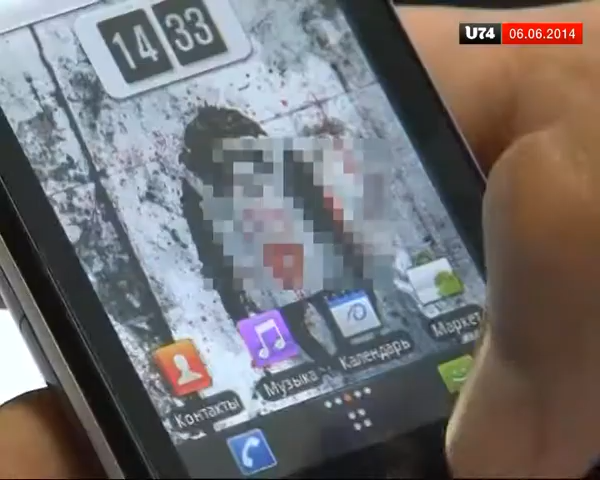 U74 06.06.2014
14 33
Маркет
Календарь
Музыка
Контакты